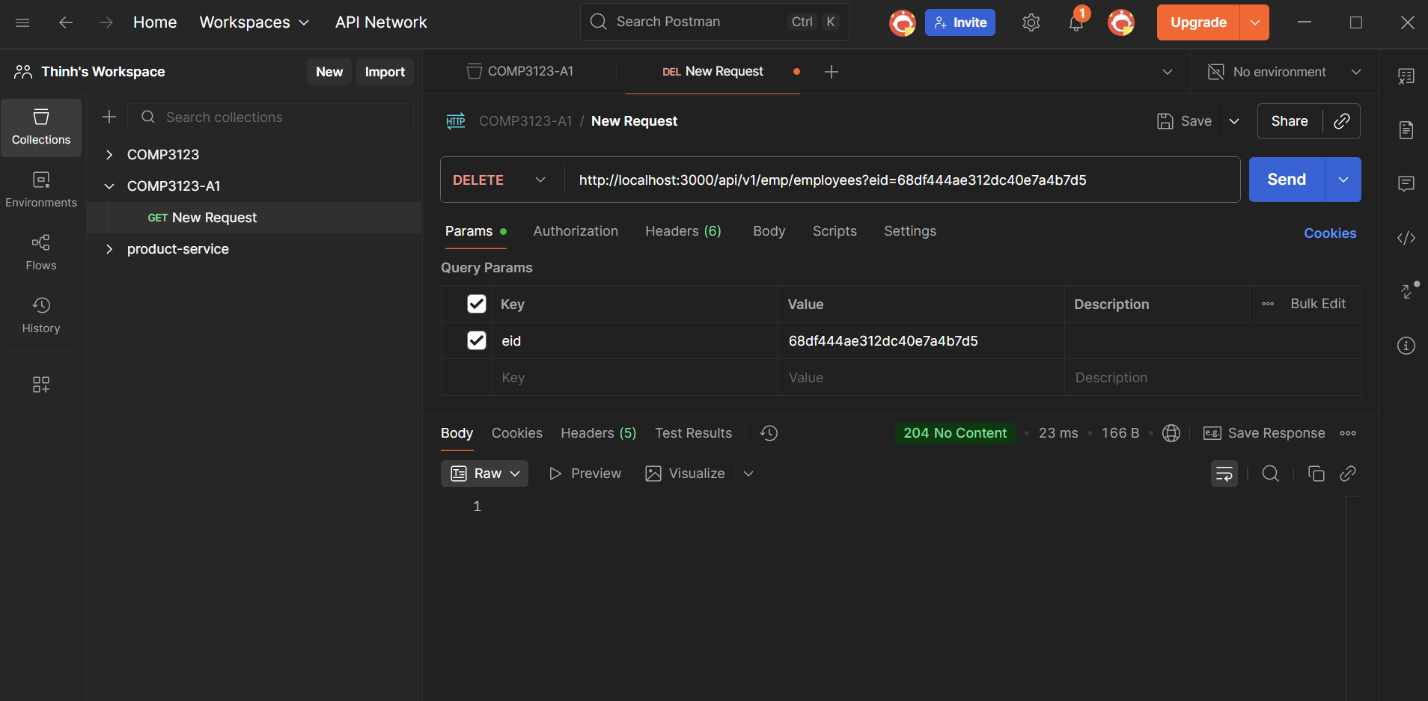 Home Workspaces API Network Search Postman Ctrl K Invite 1 Upgrade
Thinh's Workspace New Import COMP3123-A1 DEL New Request No environment
Search collections
Collections
Environments
Flows
History
COMP3123
COMP3123-A1
GET New Request
product-service
HTTP COMP3123-A1 / New Request Save Share
DELETE http://localhost:3000/api/v1/emp/employees?eid=68df444ae312dc40e7a4b7d5 Send
Params Authorization Headers (6) Body Scripts Settings Cookies
Query Params
Key Value Description Bulk Edit
eid 68df444ae312dc40e7a4b7d5
Key Value Description
Body Cookies Headers (5) Test Results 204 No Content 23 ms 166 B e.g. Save Response
Raw Preview Visualize
1